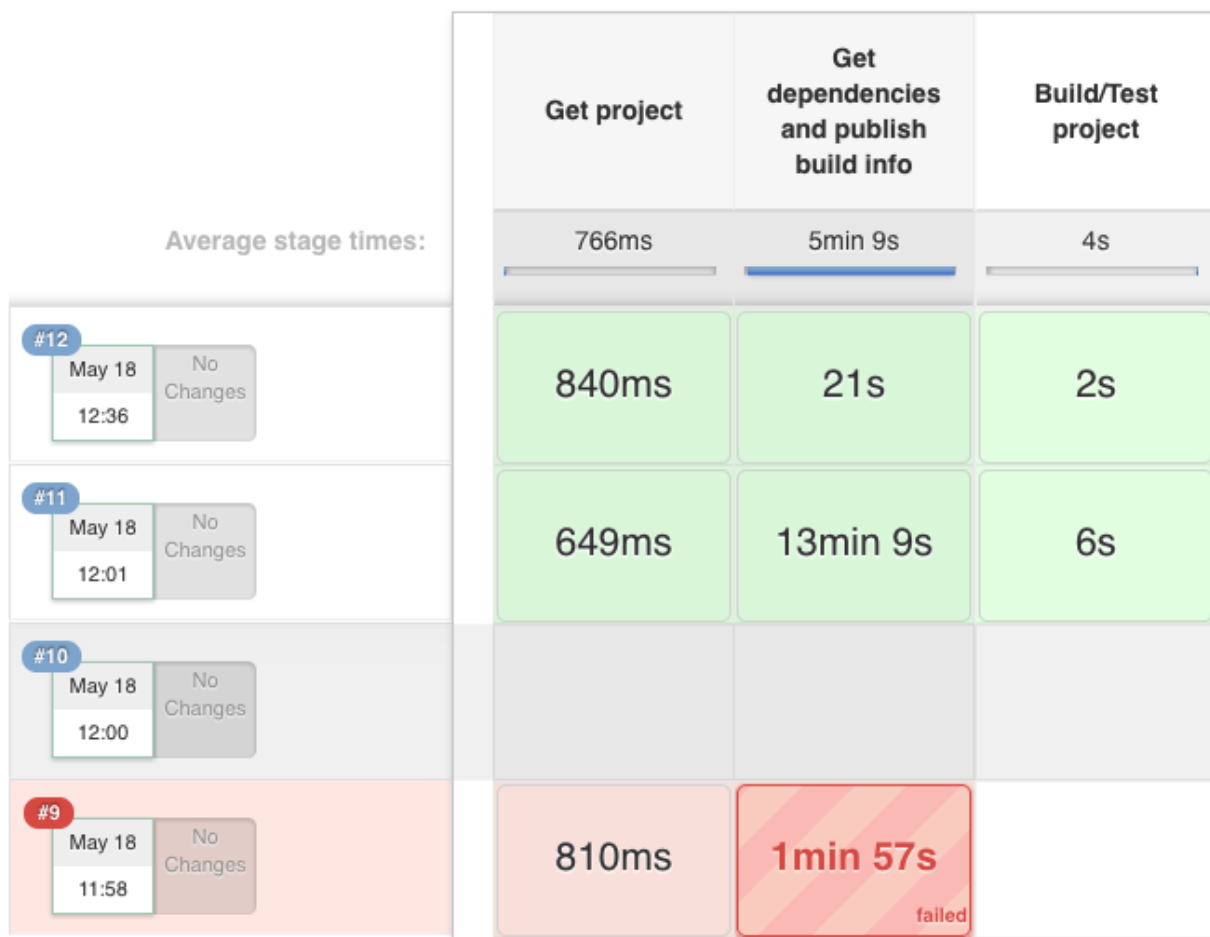 Get project
Get
dependencies
and publish
build info
Build/Test
project
Average stage times:
766ms
5min 9s
4s
#12
May 18
12:36
No
Changes
840ms
21s
2s
#11
May 18
12:01
No
Changes
649ms
13min 9s
6s
#10
May 18
12:00
No
Changes
#9
May 18
11:58
No
Changes
810ms
1min 57s
failed